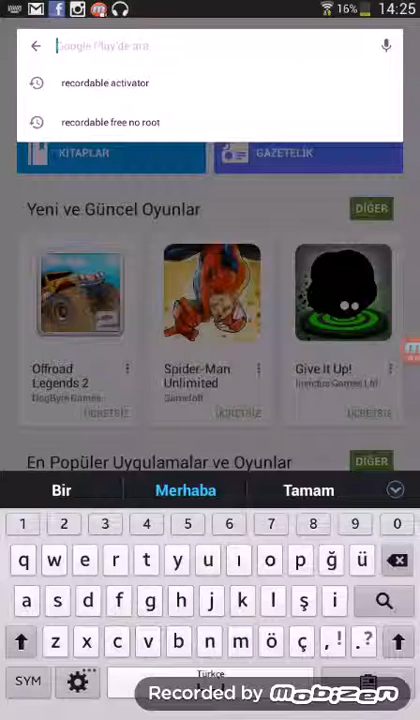 16% 14:25
Google Play'de ara
recordable activator
recordable free no root
KİTAPLAR GAZETELİK
Yeni ve Güncel Oyunlar DİĞER
Offroad Legends 2
DogByte Games
ÜCRETSİZ
Spider-Man Unlimited
Gameloft
ÜCRETSİZ
Give It Up!
Invictus Games Ltd.
ÜCRETSİZ
En Popüler Uygulamalar ve Oyunlar DİĞER
Bir Merhaba Tamam
1 2 3 4 5 6 7 8 9 0
q w e r t y u ı o p ğ ü
a s d f g h j k l ş i
z x c v b n m ö ç , ! . ?
SYM Türkçe
Recorded by mobizen